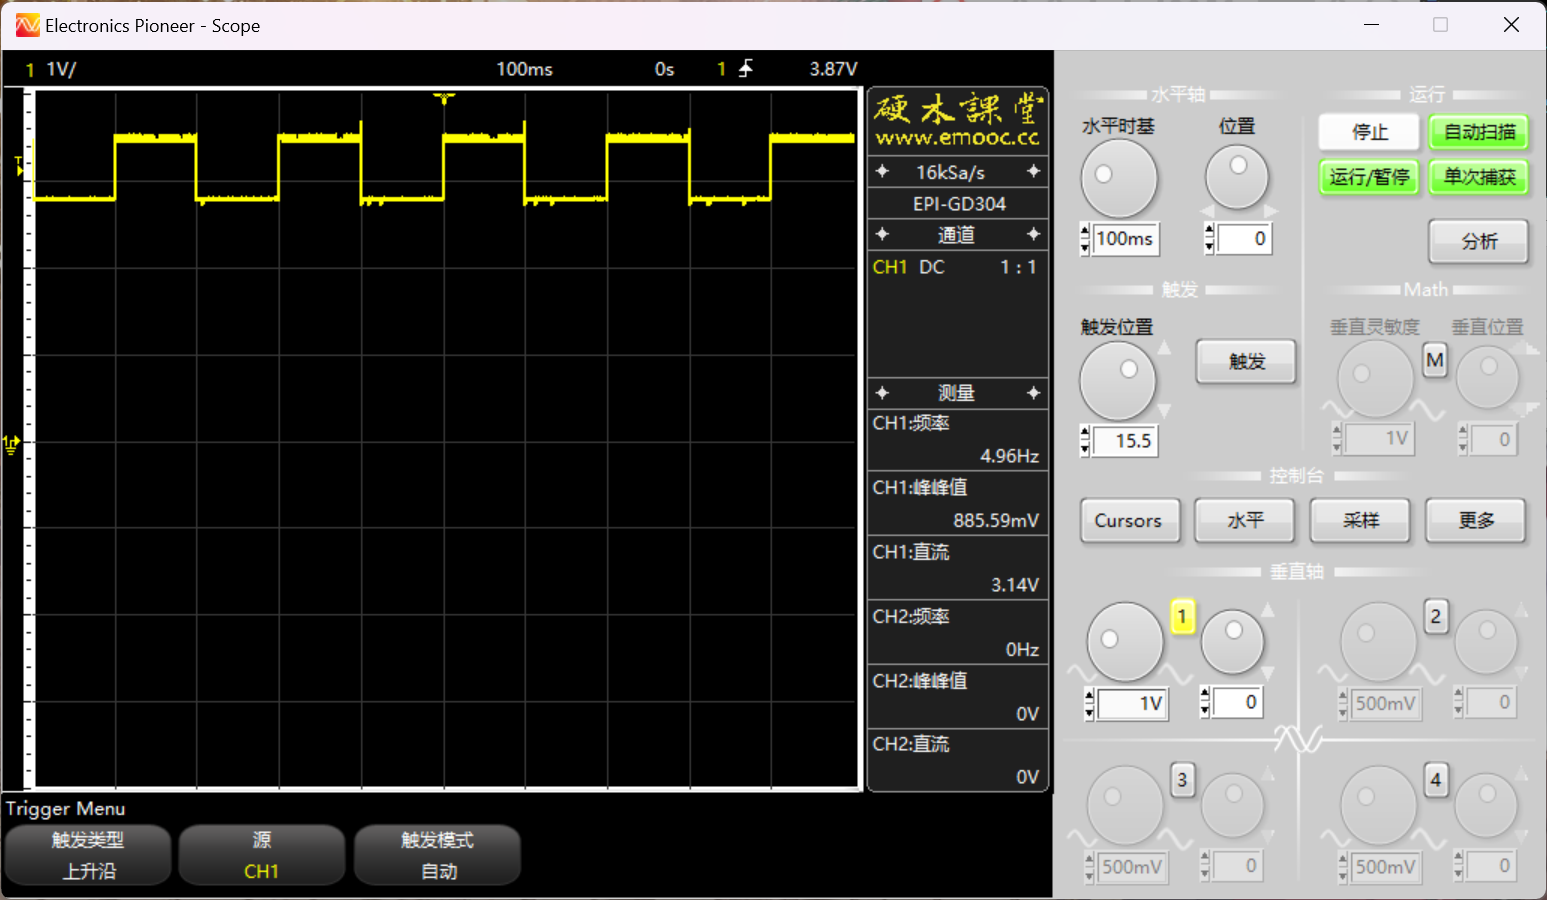 Electronics Pioneer - Scope
1 1V/ 100ms 0s 1 3.87V
T
1
硬木課堂
www.emooc.cc
16kSa/s
EPI-GD304
通道
CH1 DC 1 : 1
测量
CH1:频率
4.96Hz
CH1:峰峰值
885.59mV
CH1:直流
3.14V
CH2:频率
0Hz
CH2:峰峰值
0V
CH2:直流
0V
Trigger Menu
触发类型
上升沿
源
CH1
触发模式
自动
水平轴
水平时基 位置
100ms 0
运行
停止 自动扫描
运行/暂停 单次捕获
分析
触发
触发位置
触发
15.5
Math
垂直灵敏度 垂直位置
M
1V 0
控制台
Cursors 水平 采样 更多
垂直轴
1
1V 0
2
500mV 0
3
500mV 0
4
500mV 0